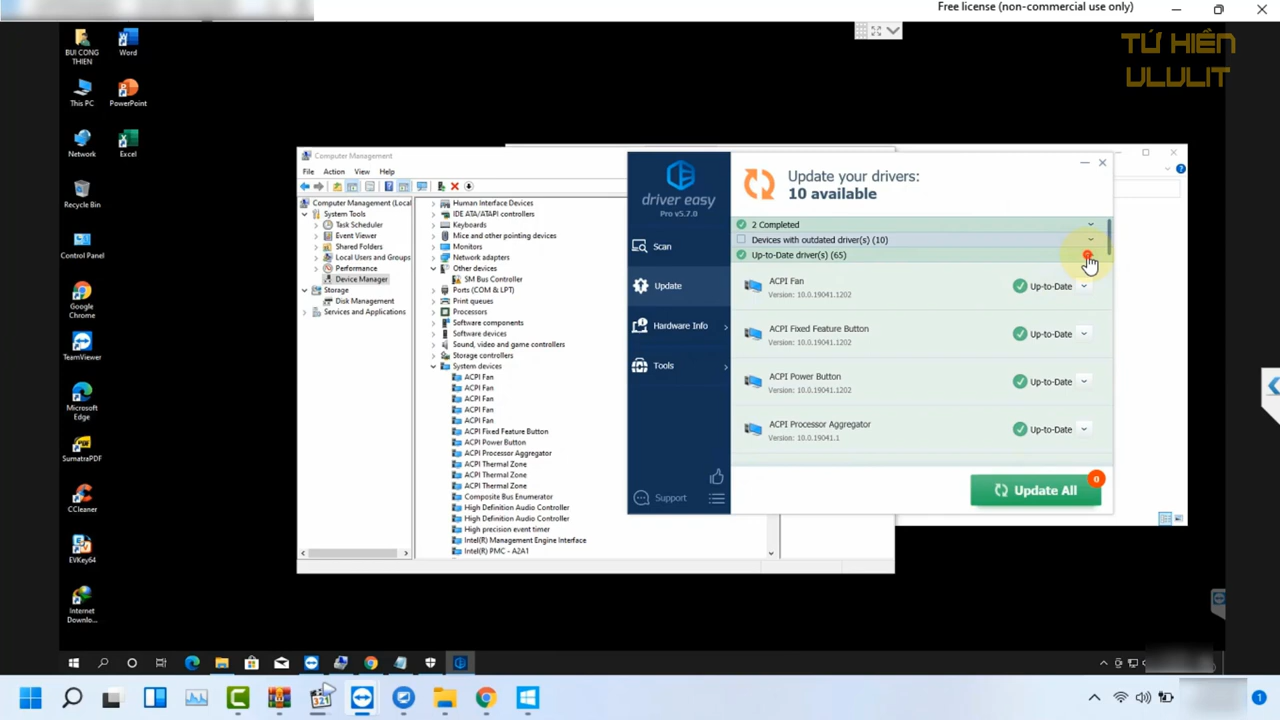 Free license (non-commercial use only)
TỨ HIỀN
ULULIT
BUI CONG
THIEN
Word
This PC
PowerPoint
Network
Excel
Recycle Bin
Control Panel
Google
Chrome
TeamViewer
Microsoft
Edge
SumatraPDF
CCleaner
EVKey64
Internet
Downlo...
Computer Management
File Action View Help
Computer Management (Local
System Tools
Task Scheduler
Event Viewer
Shared Folders
Local Users and Groups
Performance
Device Manager
Storage
Disk Management
Services and Applications
Human Interface Devices
IDE ATA/ATAPI controllers
Keyboards
Mice and other pointing devices
Monitors
Network adapters
Other devices
SM Bus Controller
Ports (COM & LPT)
Print queues
Processors
Software components
Software devices
Sound, video and game controllers
Storage controllers
System devices
ACPI Fan
ACPI Fan
ACPI Fan
ACPI Fan
ACPI Fan
ACPI Fixed Feature Button
ACPI Power Button
ACPI Processor Aggregator
ACPI Thermal Zone
ACPI Thermal Zone
ACPI Thermal Zone
Composite Bus Enumerator
High Definition Audio Controller
High Definition Audio Controller
High precision event timer
Intel(R) Management Engine Interface
Intel(R) PMC - A2A1
driver easy
Pro v5.7.0
Scan
Update
Hardware Info
Tools
Support
Update your drivers:
10 available
2 Completed
Devices with outdated driver(s) (10)
Up-to-Date driver(s) (65)
ACPI Fan
Version: 10.0.19041.1202
Up-to-Date
ACPI Fixed Feature Button
Version: 10.0.19041.1202
Up-to-Date
ACPI Power Button
Version: 10.0.19041.1202
Up-to-Date
ACPI Processor Aggregator
Version: 10.0.19041.1
Up-to-Date
Update All
0
321
1